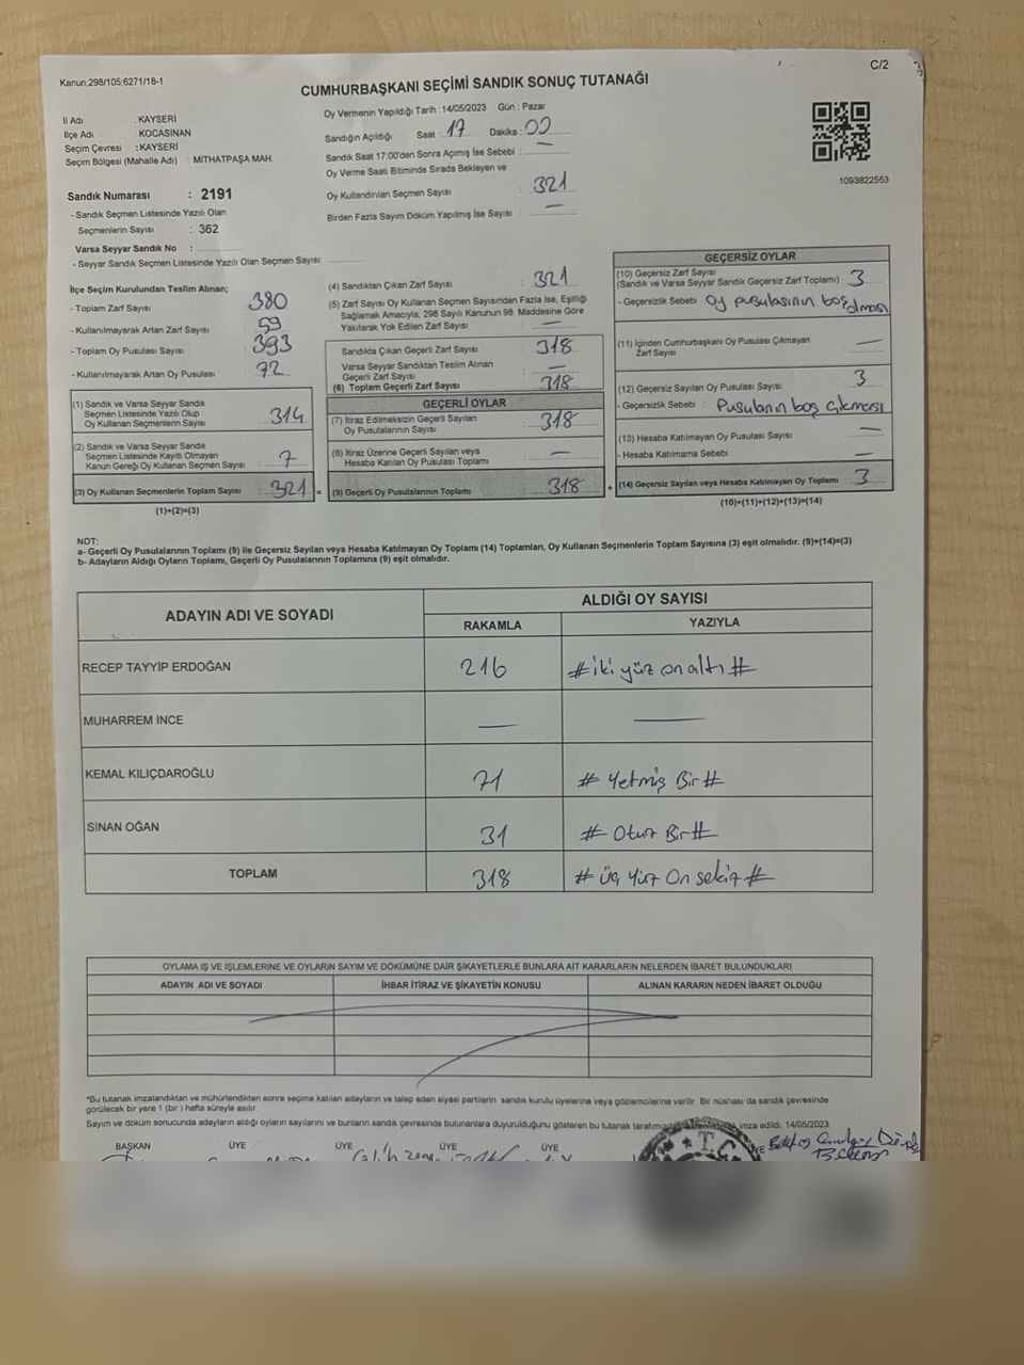 Kanun:298/105;6271/18-1
C/2
CUMHURBAŞKANI SEÇİMİ SANDIK SONUÇ TUTANAĞI
İl Adı : KAYSERİ
İlçe Adı : KOCASİNAN
Seçim Çevresi : KAYSERİ
Seçim Bölgesi (Mahalle Adı) : MİTHATPAŞA MAH.
Sandık Numarası : 2191
- Sandık Seçmen Listesinde Yazılı Olan
Seçmenlerin Sayısı : 362
Varsa Seyyar Sandık No :
- Seyyar Sandık Seçmen Listesinde Yazılı Olan Seçmen Sayısı:
Oy Vermenin Yapıldığı Tarih : 14/05/2023 Gün : Pazar
Sandığın Açıldığı Saat 17 Dakika : 00
Sandık Saat 17:00'den Sonra Açılmış İse Sebebi : —
Oy Verme Saati Bitiminde Sırada Bekleyen ve
Oy Kullandırılan Seçmen Sayısı : 321
Birden Fazla Sayım Döküm Yapılmış İse Sayısı : —
1093822553
İlçe Seçim Kurulundan Teslim Alınan;
- Toplam Zarf Sayısı : 380
- Kullanılmayarak Artan Zarf Sayısı : 59
- Toplam Oy Pusulası Sayısı : 393
- Kullanılmayarak Artan Oy Pusulası : 72
(1) Sandık ve Varsa Seyyar Sandık
Seçmen Listesinde Yazılı Olup
Oy Kullanan Seçmenlerin Sayısı : 314
(2) Sandık ve Varsa Seyyar Sandık
Seçmen Listesinde Kayıtlı Olmayan
Kanun Gereği Oy Kullanan Seçmen Sayısı : 7
(3) Oy Kullanan Seçmenlerin Toplam Sayısı : 321 =
(1)+(2)=(3)
(4) Sandıktan Çıkan Zarf Sayısı : 321
(5) Zarf Sayısı Oy Kullanan Seçmen Sayısından Fazla İse, Eşitliği
Sağlamak Amacıyla, 298 Sayılı Kanunun 98. Maddesine Göre
Yakılarak Yok Edilen Zarf Sayısı : —
Sandıkta Çıkan Geçerli Zarf Sayısı : 318
Varsa Seyyar Sandıktan Teslim Alınan
Geçerli Zarf Sayısı : —
(6) Toplam Geçerli Zarf Sayısı : 318
GEÇERLİ OYLAR
(7) İtiraz Edilmeksizin Geçerli Sayılan
Oy Pusulalarının Sayısı : 318
(8) İtiraz Üzerine Geçerli Sayılan veya
Hesaba Katılan Oy Pusulası Toplamı : —
(9) Geçerli Oy Pusulalarının Toplamı : 318 +
GEÇERSİZ OYLAR
(10) Geçersiz Zarf Sayısı
(Sandık ve Varsa Seyyar Sandık Geçersiz Zarf Toplamı) : 3
- Geçersizlik Sebebi : Oy pusulasının boş olması
(11) İçinden Cumhurbaşkanı Oy Pusulası Çıkmayan
Zarf Sayısı : —
(12) Geçersiz Sayılan Oy Pusulası Sayısı : 3
- Geçersizlik Sebebi : Pusulanın boş çıkması
(13) Hesaba Katılmayan Oy Pusulası Sayısı : —
- Hesaba Katılmama Sebebi : —
(14) Geçersiz Sayılan veya Hesaba Katılmayan Oy Toplamı : 3
(10)+(11)+(12)+(13)=(14)
NOT:
a- Geçerli Oy Pusulalarının Toplamı (9) ile Geçersiz Sayılan veya Hesaba Katılmayan Oy Toplamı (14) Toplamları, Oy Kullanan Seçmenlerin Toplam Sayısına (3) eşit olmalıdır. (9)+(14)=(3)
b- Adayların Aldığı Oyların Toplamı, Geçerli Oy Pusulalarının Toplamına (9) eşit olmalıdır.
ADAYIN ADI VE SOYADI
ALDIĞI OY SAYISI
RAKAMLA YAZIYLA
RECEP TAYYİP ERDOĞAN 216 # iki yüz on altı #
MUHARREM İNCE — —
KEMAL KILIÇDAROĞLU 71 # Yetmiş Bir #
SİNAN OĞAN 31 # Otuz Bir #
TOPLAM 318 # Üç Yüz On sekiz #
OYLAMA İŞ VE İŞLEMLERİNE VE OYLARIN SAYIM VE DÖKÜMÜNE DAİR ŞİKAYETLERLE BUNLARA AİT KARARLARIN NELERDEN İBARET BULUNDUKLARI
ADAYIN ADI VE SOYADI İHBAR İTİRAZ VE ŞİKAYETİN KONUSU ALINAN KARARIN NEDEN İBARET OLDUĞU
*Bu tutanak imzalandıktan ve mühürlendikten sonra seçime katılan adayların ve talep eden siyasi partilerin sandık kurulu üyelerine veya gözlemcilerine verilir. Bir nüshası da sandık çevresinde
görülecek bir yere 1 (bir) hafta süreyle asılır.
Sayım ve döküm sonucunda adayların aldığı oyların sayılarını ve bunların sandık çevresinde bulunanlara duyurulduğunu gösteren bu tutanak imza edildi. 14/05/2023
BAŞKAN ÜYE ÜYE ÜYE ÜYE
T.C.